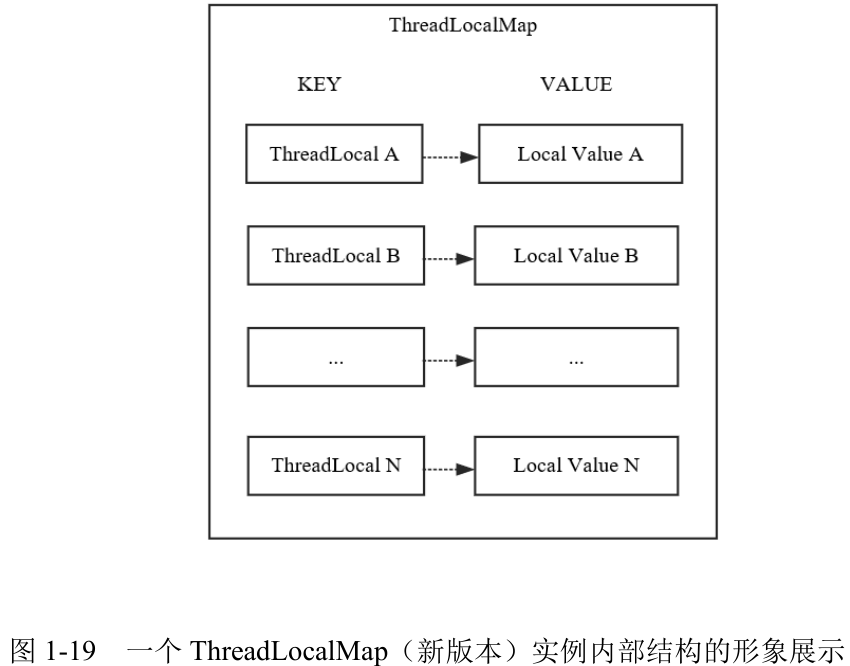 ThreadLocalMap
KEY VALUE
ThreadLocal A Local Value A
ThreadLocal B Local Value B
... ...
ThreadLocal N Local Value N
图 1-19 一个 ThreadLocalMap（新版本）实例内部结构的形象展示